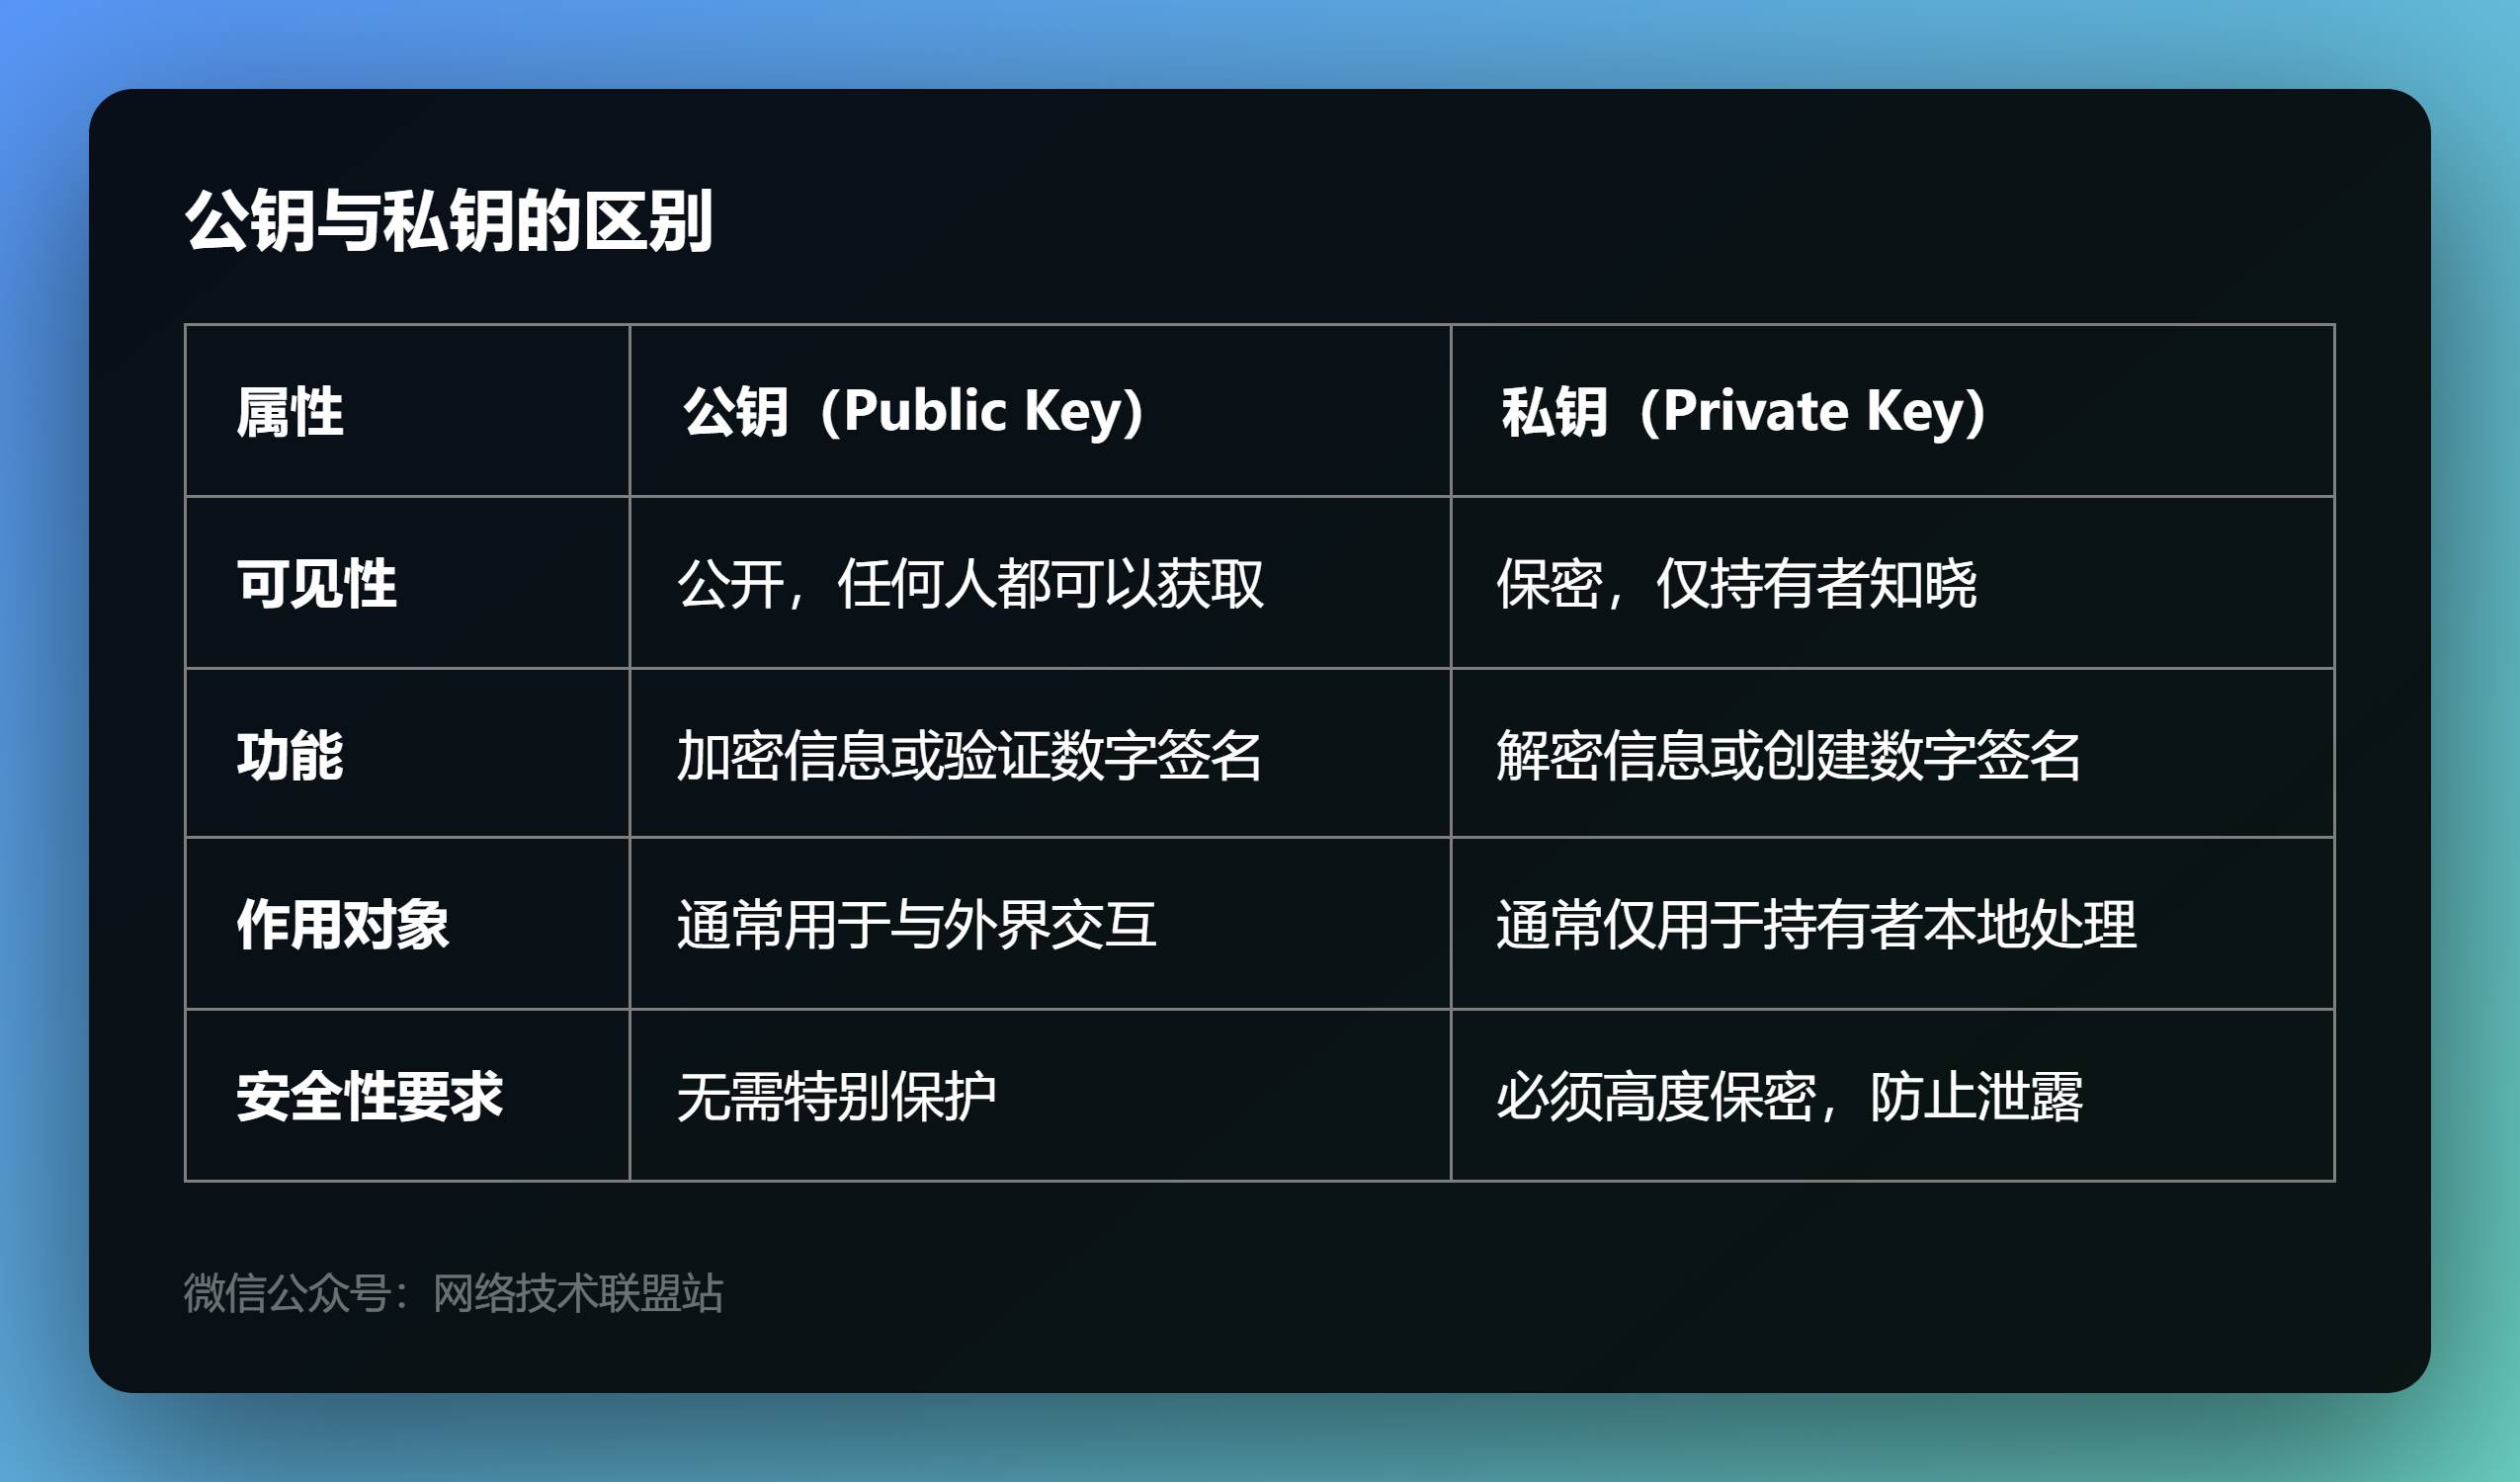 公钥与私钥的区别
属性 公钥（Public Key） 私钥（Private Key）
可见性 公开，任何人都可以获取 保密，仅持有者知晓
功能 加密信息或验证数字签名 解密信息或创建数字签名
作用对象 通常用于与外界交互 通常仅用于持有者本地处理
安全性要求 无需特别保护 必须高度保密，防止泄露
微信公众号：网络技术联盟站